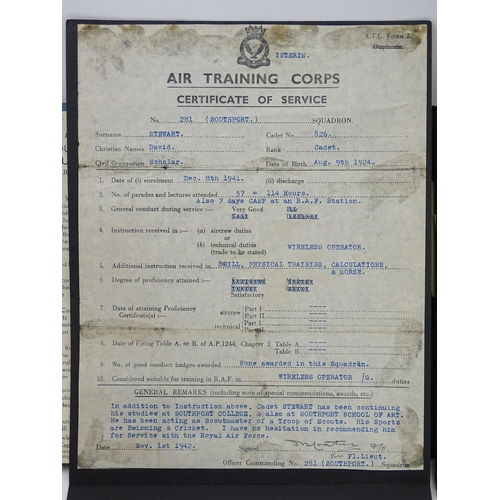 A.T.C. FORM 2.
Duplicate.
INTERIM.
AIR TRAINING CORPS
CERTIFICATE OF SERVICE
No. 281 (SOUTHPORT.) SQUADRON.
Surname STEWART. Cadet No 826.
Christian Names David. Rank Cadet.
Civil Occupation Scholar. Date of Birth Aug. 9th 1924.
1. Date of (i) enrolment Dec. 8th 1941. (ii) discharge
2. No. of parades and lectures attended 57 = 114 Hours.
Also 7 days CAMP at an R.A.F. Station.
3. General conduct during service :— Very Good
4. Instruction received in :— (a) aircrew duties
or
(b) technical duties WIRELESS OPERATOR.
(trade to be stated)
5. Additional instruction received in DRILL, PHYSICAL TRAINING, CALCULATIONS,
& MORSE.
6. Degree of proficiency attained :—
Satisfactory
7. Date of attaining Proficiency
Certificate(s) :— aircrew Part I. ----
Part II. ----
technical Part I. ----
8. Date of Firing Table A. or B. of A.P.1244, Chapter 2 Table A ----
Table B ----
9. No. of good conduct badges awarded None awarded in this Squadron.
10. Considered suitable for training in R.A.F. in WIRELESS OPERATOR /G. duties
GENERAL REMARKS (including note of special commendations, awards, etc.)
In addition to Instruction above, Cadet STEWART has been continuing
his studies at SOUTHPORT COLLEGE, & also at SOUTHPORT SCHOOL OF ART.
He has been acting as Scoutmaster of a Troop of Scouts. His Sports
are Swimming & Cricket. I have no hesitation in recommending him
for Service with the Royal Air Force.
Date Nov. 1st 1942. Signed
Fl.Lieut.
Officer Commanding No. 281 (SOUTHPORT.) Squadron